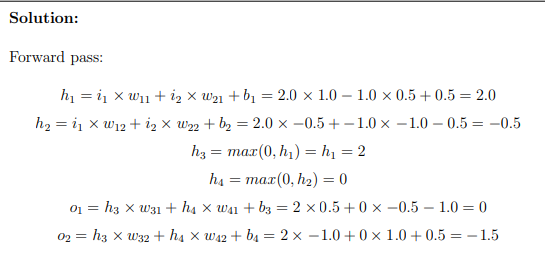 Solution:
Forward pass:
h₁ = i₁ × w₁₁ + i₂ × w₂₁ + b₁ = 2.0 × 1.0 − 1.0 × 0.5 + 0.5 = 2.0
h₂ = i₁ × w₁₂ + i₂ × w₂₂ + b₂ = 2.0 × −0.5 + −1.0 × −1.0 − 0.5 = −0.5
h₃ = max(0, h₁) = h₁ = 2
h₄ = max(0, h₂) = 0
o₁ = h₃ × w₃₁ + h₄ × w₄₁ + b₃ = 2 × 0.5 + 0 × −0.5 − 1.0 = 0
o₂ = h₃ × w₃₂ + h₄ × w₄₂ + b₄ = 2 × −1.0 + 0 × 1.0 + 0.5 = −1.5